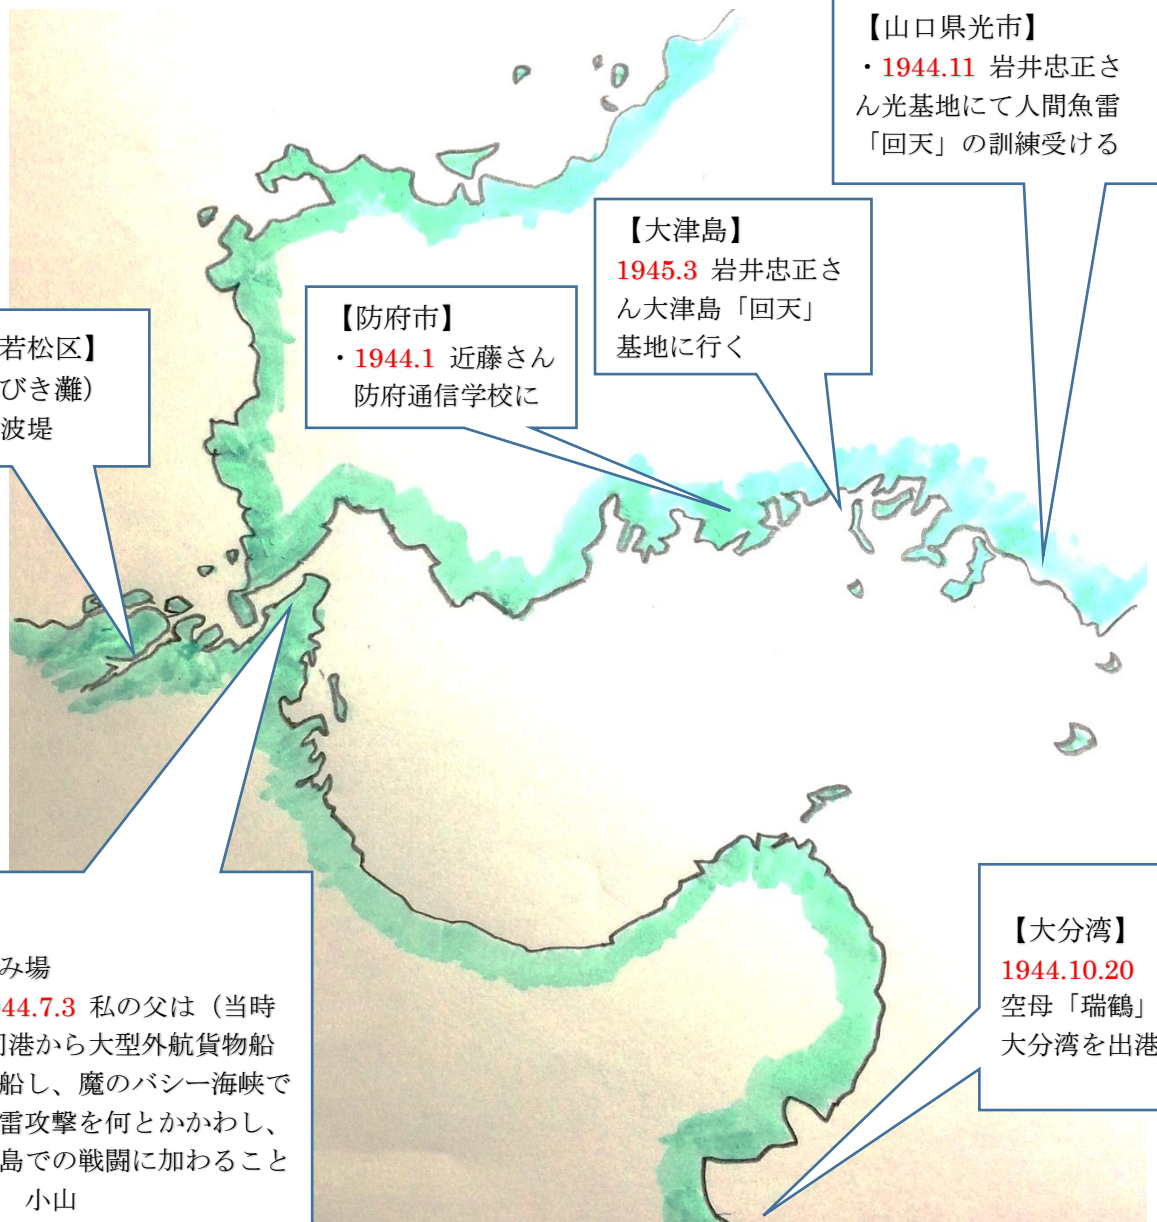 【山口県光市】
・1944.11 岩井忠正さ
ん光基地にて人間魚雷
「回天」の訓練受ける
【大津島】
1945.3 岩井忠正さ
ん大津島「回天」
基地に行く
【防府市】
・1944.1 近藤さん
防府通信学校に
若松区】
びき灘）
波堤
み場
44.7.3 私の父は（当時
港から大型外航貨物船
船し、魔のバシー海峡で
雷攻撃を何とかかわし、
島での戦闘に加わること
小山
【大分湾】
1944.10.20
空母「瑞鶴」
大分湾を出港